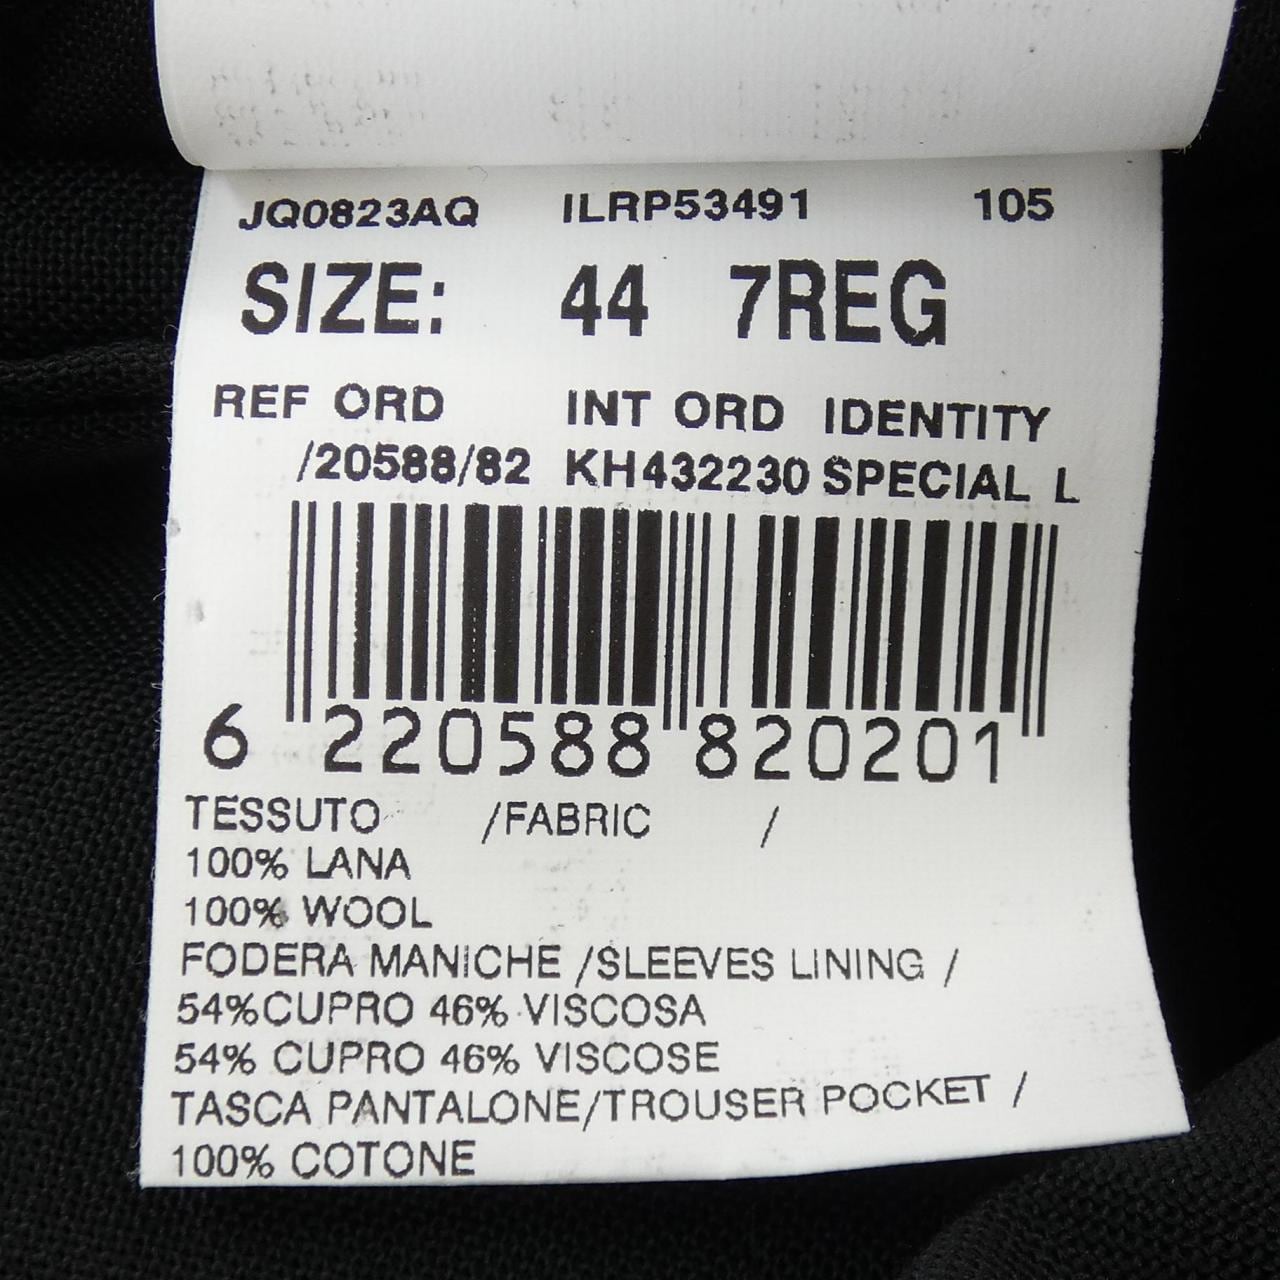 JQ0823AQ ILRP53491 105
SIZE: 44 7REG
REF ORD INT ORD IDENTITY
/20588/82 KH432230 SPECIAL L
6 220588 820201
TESSUTO /FABRIC /
100% LANA
100% WOOL
FODERA MANICHE /SLEEVES LINING /
54%CUPRO 46% VISCOSA
54% CUPRO 46% VISCOSE
TASCA PANTALONE/TROUSER POCKET /
100% COTONE